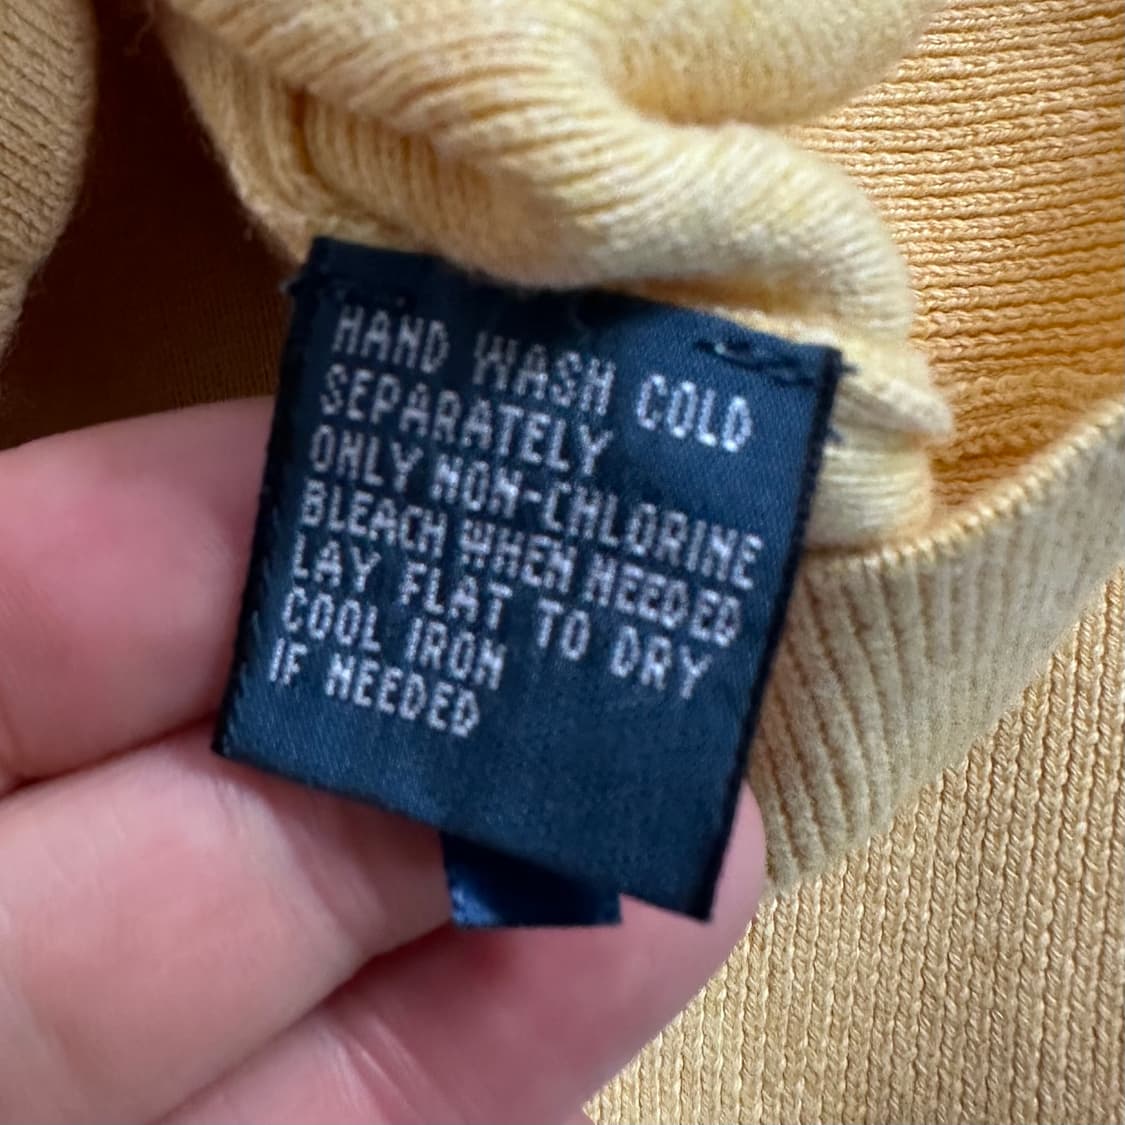 HAND WASH COLD
SEPARATELY
ONLY NON-CHLORINE
BLEACH WHEN NEEDED
LAY FLAT TO DRY
COOL IRON
IF NEEDED